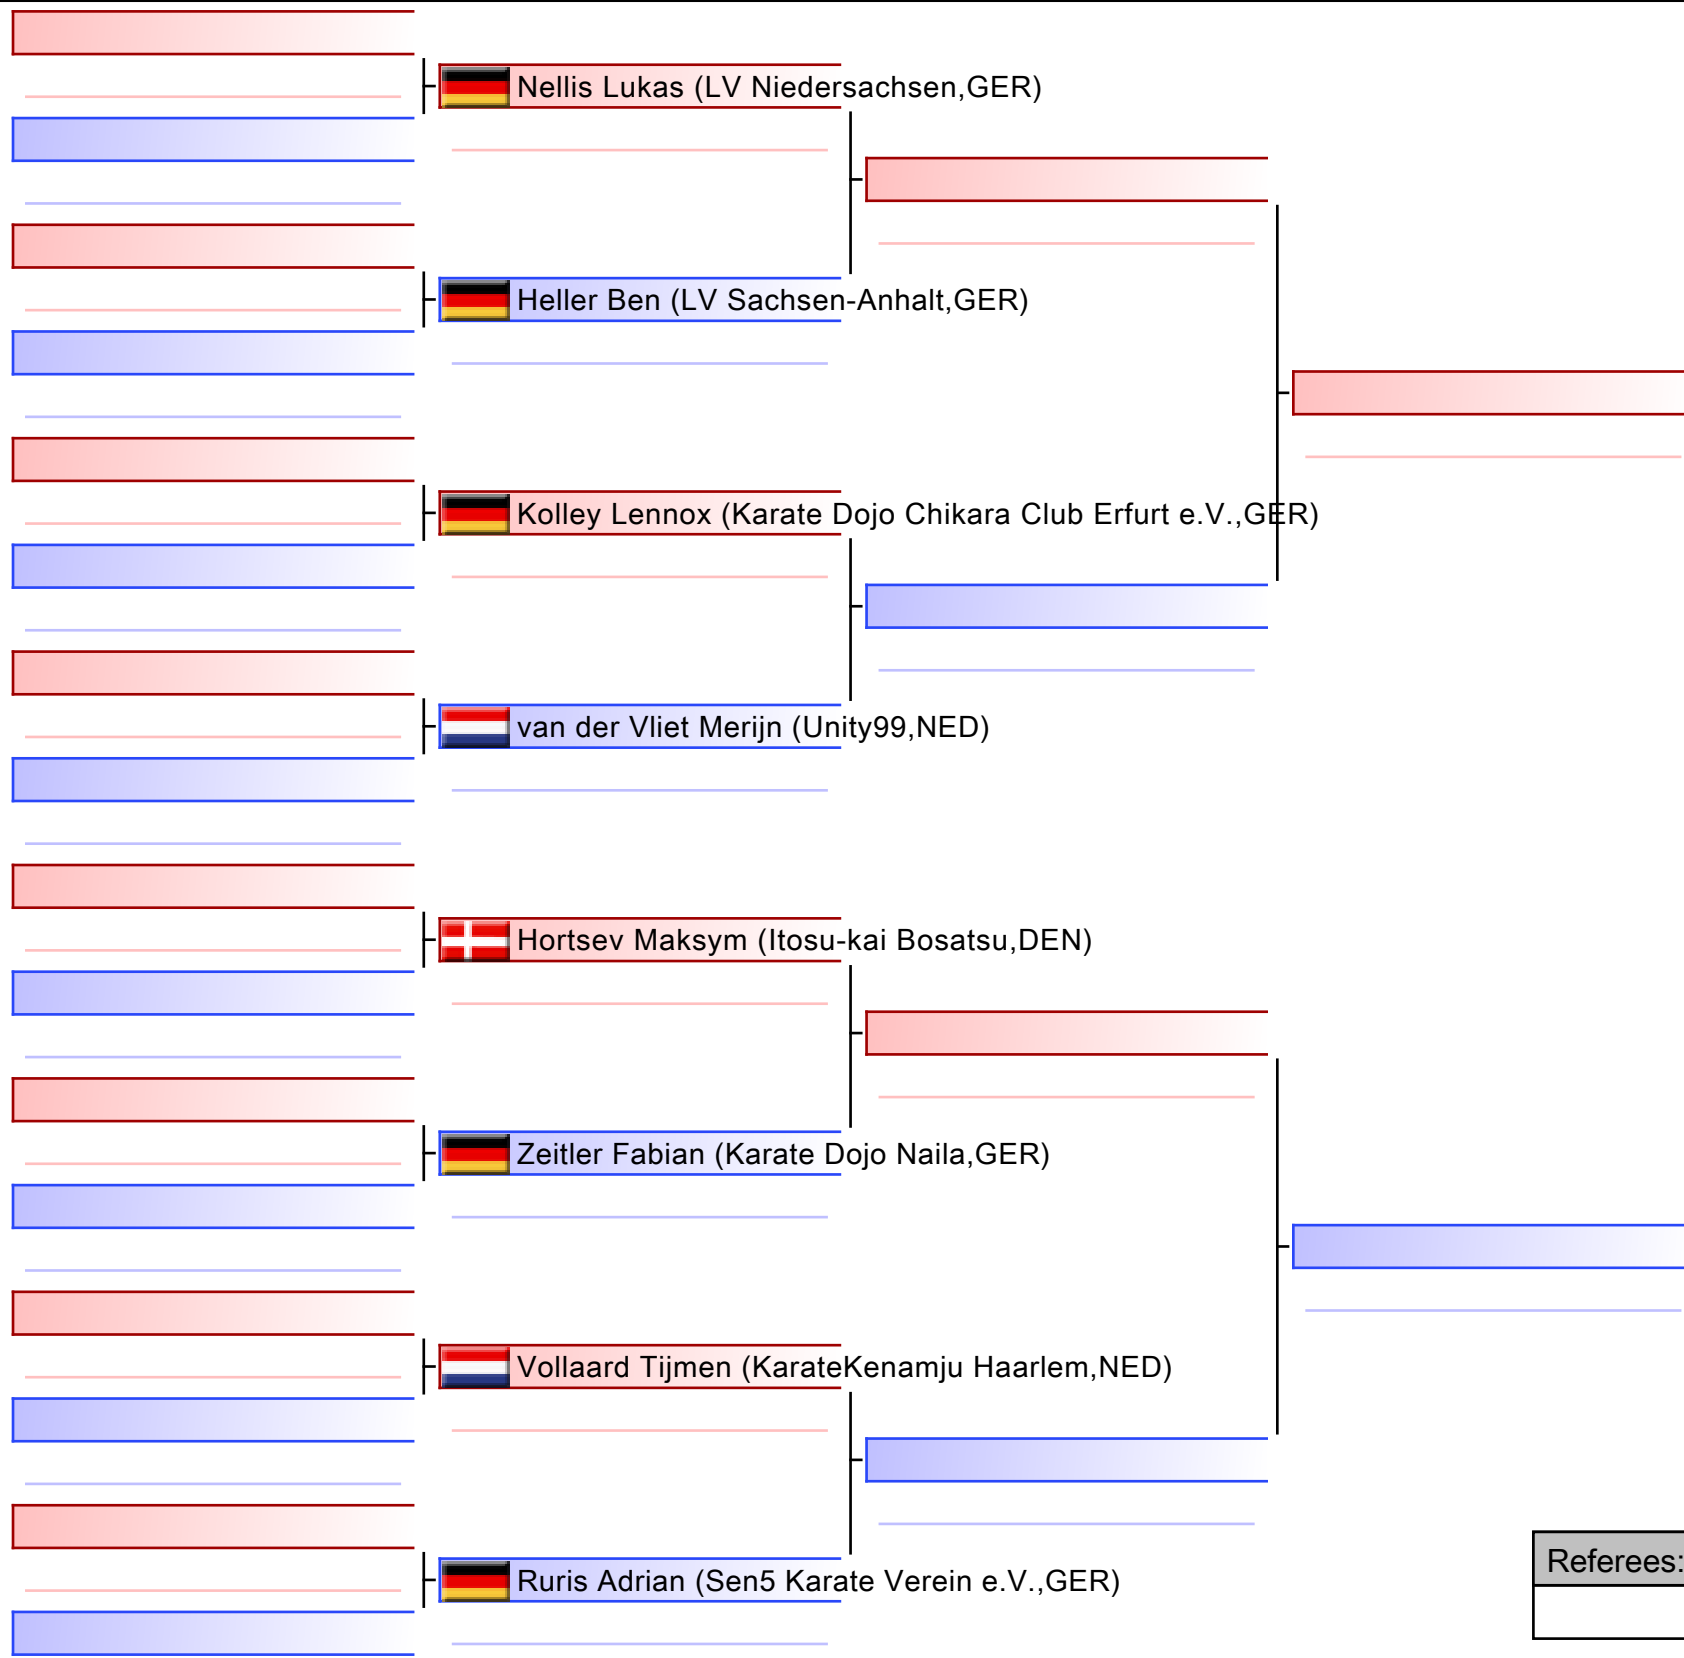 Nellis Lukas (LV Niedersachsen,GER)
Heller Ben (LV Sachsen-Anhalt,GER)
Kolley Lennox (Karate Dojo Chikara Club Erfurt e.V.,GER)
van der Vliet Merijn (Unity99,NED)
Hortsev Maksym (Itosu-kai Bosatsu,DEN)
Zeitler Fabian (Karate Dojo Naila,GER)
Vollaard Tijmen (KarateKenamju Haarlem,NED)
Ruris Adrian (Sen5 Karate Verein e.V.,GER)
Referees: